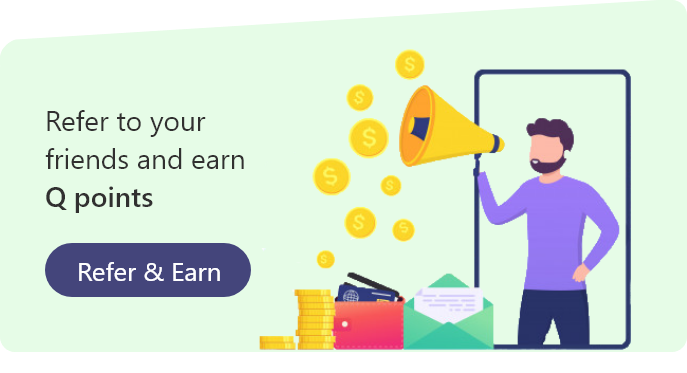 Refer to your
friends and earn
Q points
Refer & Earn